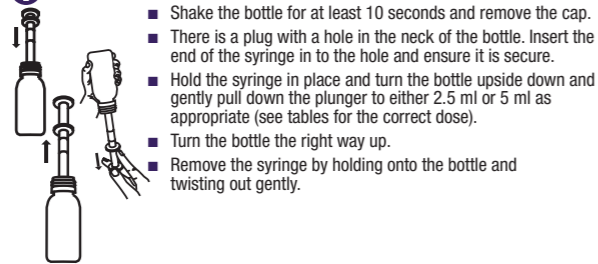 ■ Shake the bottle for at least 10 seconds and remove the cap.
■ There is a plug with a hole in the neck of the bottle. Insert the
end of the syringe in to the hole and ensure it is secure.
■ Hold the syringe in place and turn the bottle upside down and
gently pull down the plunger to either 2.5 ml or 5 ml as
appropriate (see tables for the correct dose).
■ Turn the bottle the right way up.
■ Remove the syringe by holding onto the bottle and
twisting out gently.